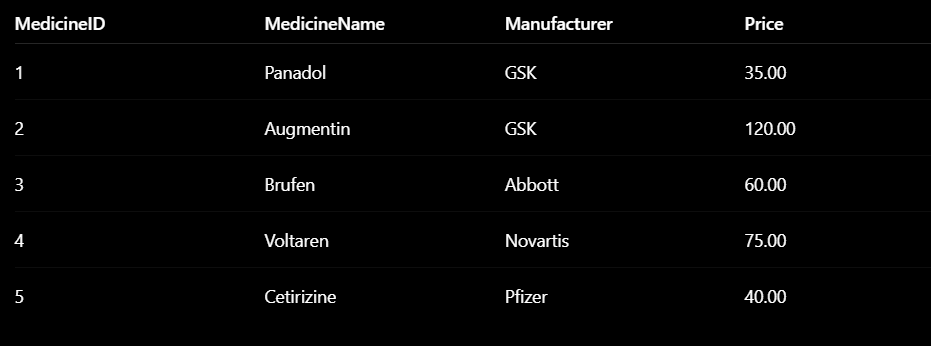 MedicineID MedicineName Manufacturer Price
1 Panadol GSK 35.00
2 Augmentin GSK 120.00
3 Brufen Abbott 60.00
4 Voltaren Novartis 75.00
5 Cetirizine Pfizer 40.00